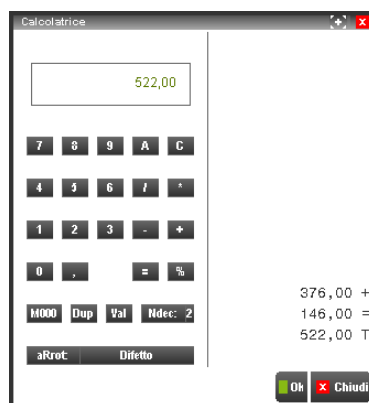 Calcolatrice
522,00
7 8 9 A C
4 5 6 / *
1 2 3 - +
0 , = %
M000 Dup Val Ndec: 2
aRrot: Difetto
376,00 +
146,00 =
522,00 T
Ok X Chiudi